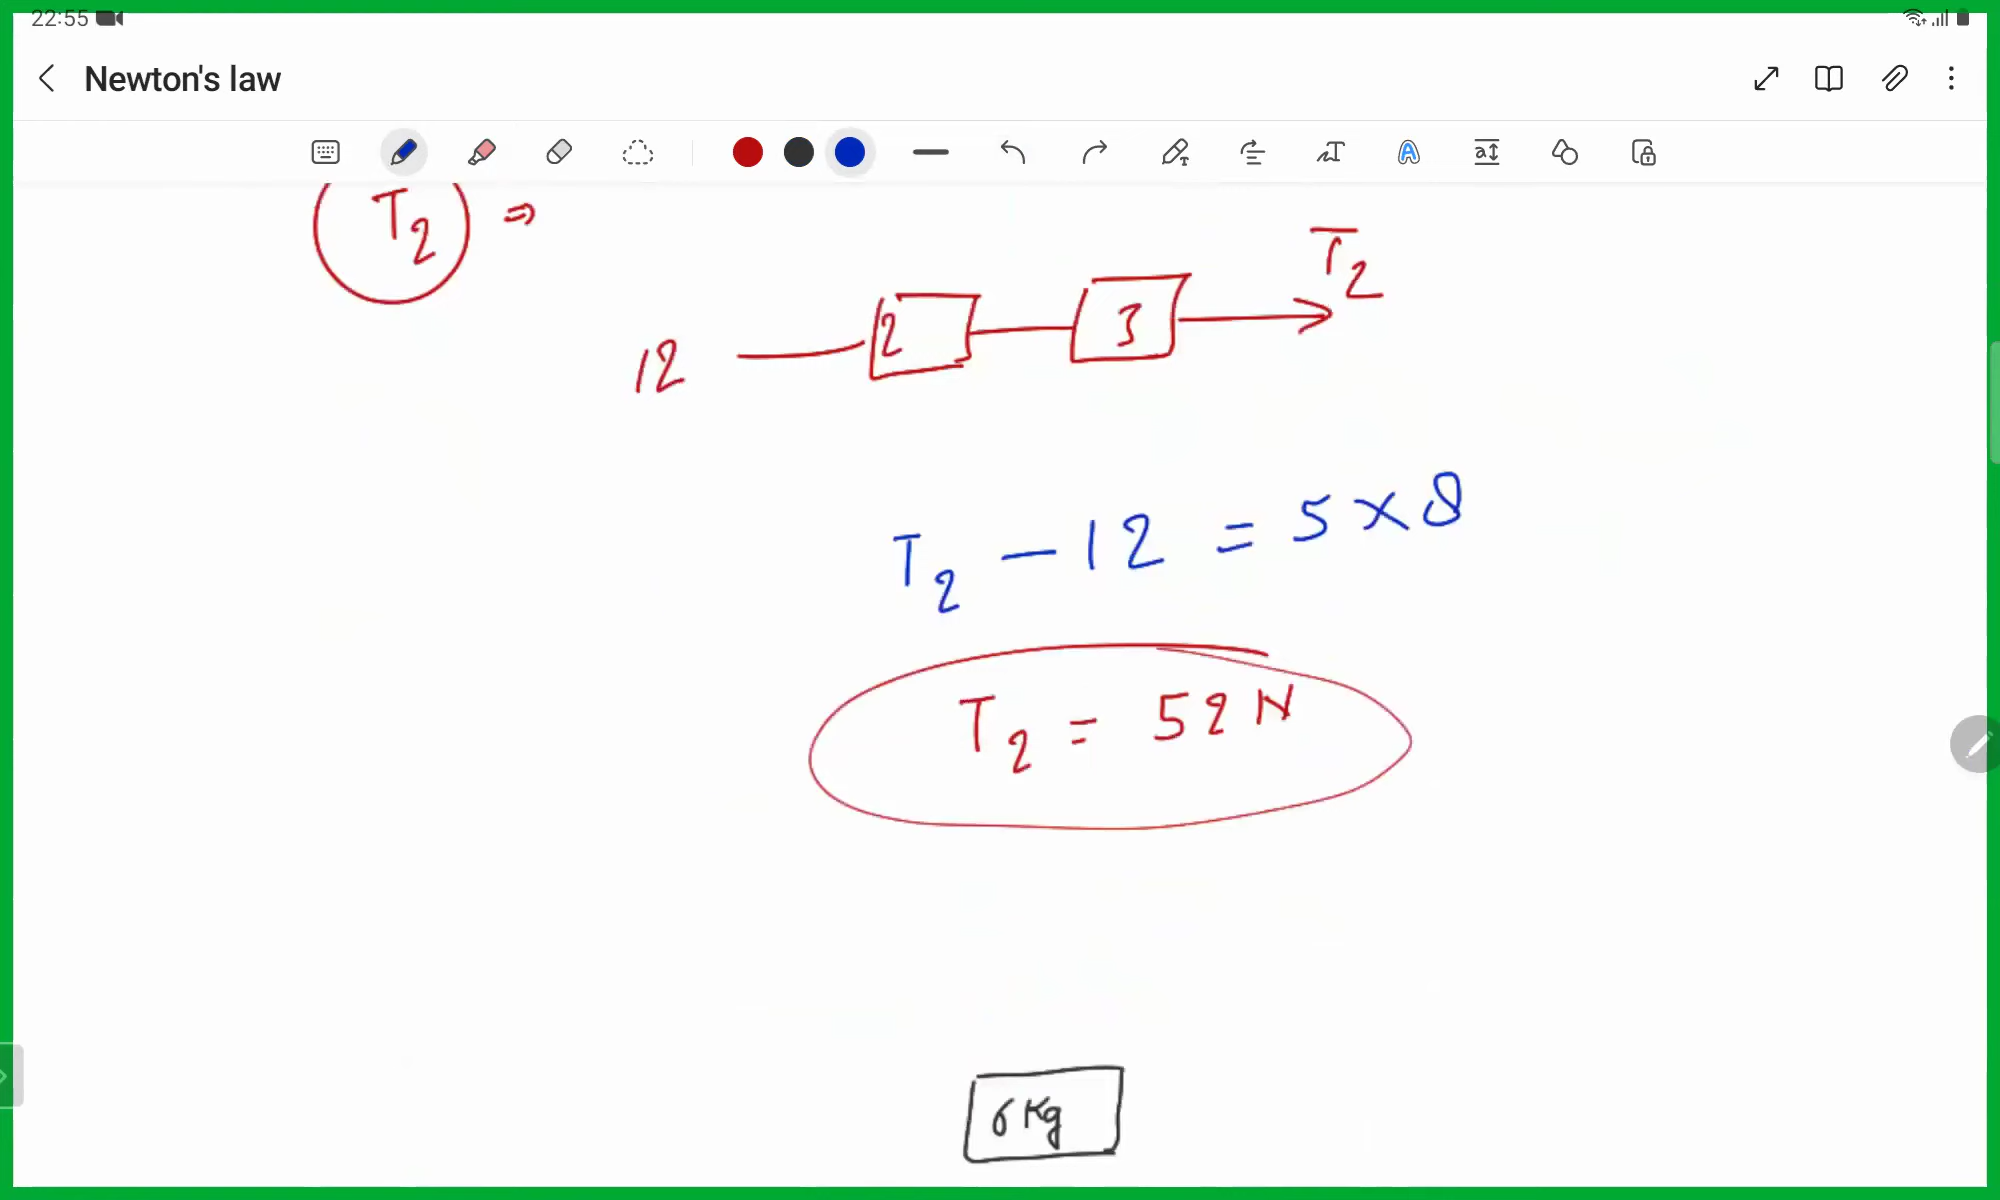 22:55
Newton's law
T2 ⇒
T2
12 2 3
T2 – 12 = 5 × 8
T2 = 52 N
6 Kg